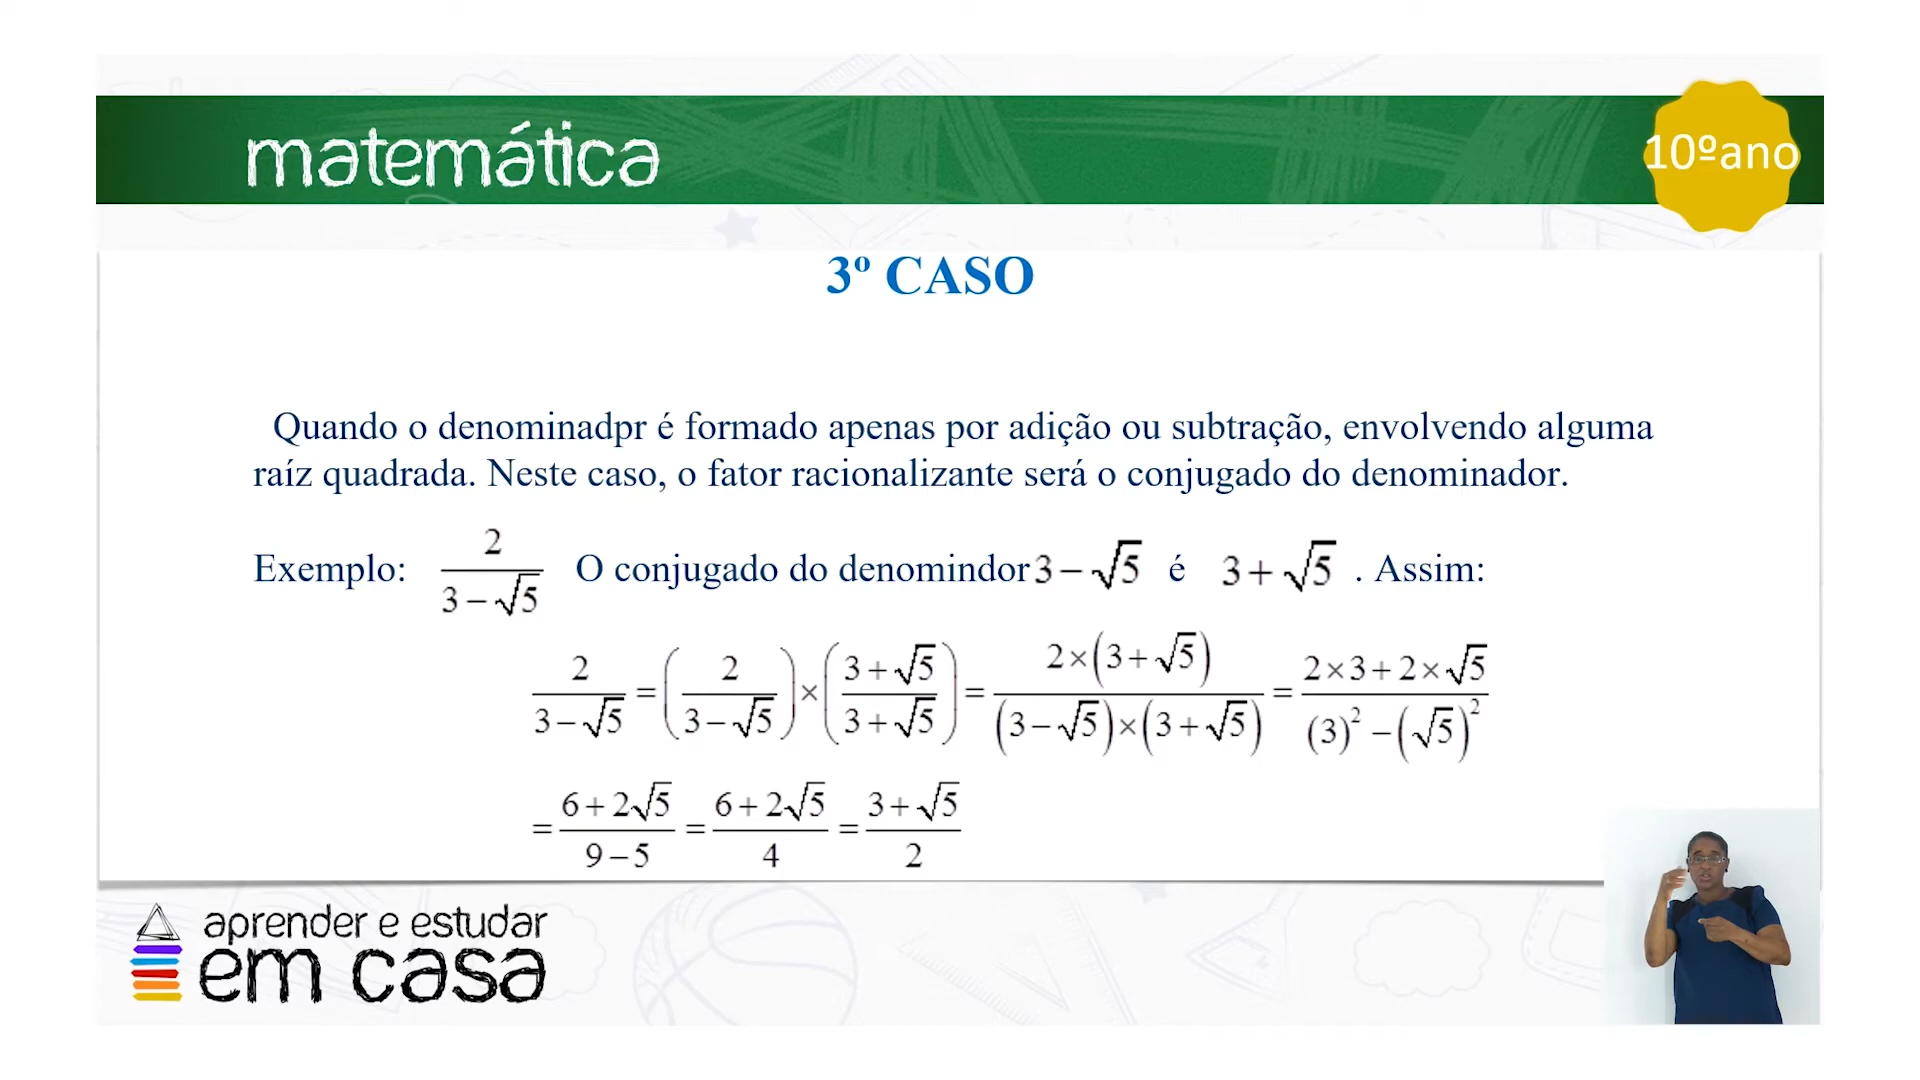 matemática
10ºano
3º CASO
Quando o denominadpr é formado apenas por adição ou subtração, envolvendo alguma
raíz quadrada. Neste caso, o fator racionalizante será o conjugado do denominador.
Exemplo: 2/(3−√5) O conjugado do denomindor 3−√5 é 3+√5 . Assim:
2/(3−√5) = (2/(3−√5)) × ((3+√5)/(3+√5)) = (2×(3+√5))/((3−√5)×(3+√5)) = (2×3+2×√5)/((3)²−(√5)²)
= (6+2√5)/(9−5) = (6+2√5)/4 = (3+√5)/2
aprender e estudar
em casa